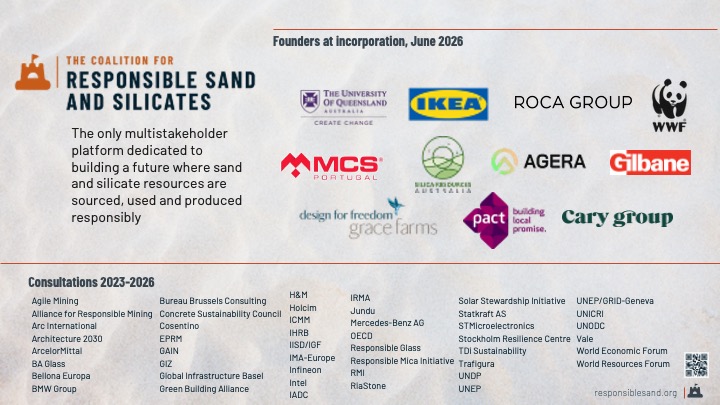 Founders at incorporation, June 2026
THE COALITION FOR
RESPONSIBLE SAND
AND SILICATES
The only multistakeholder
platform dedicated to
building a future where sand
and silicate resources are
sourced, used and produced
responsibly
THE UNIVERSITY
OF QUEENSLAND
AUSTRALIA
CREATE CHANGE
IKEA
ROCA GROUP
WWF
MCS
PORTUGAL
SILICA RESOURCES
AUSTRALIA
AGERA
Gilbane
design for freedom
grace farms
pact
building
local
promise.
Cary group
Consultations 2023-2026
Agile Mining
Alliance for Responsible Mining
Arc International
Architecture 2030
ArcelorMittal
BA Glass
Bellona Europa
BMW Group
Bureau Brussels Consulting
Concrete Sustainability Council
Cosentino
EPRM
GAIN
GIZ
Global Infrastructure Basel
Green Building Alliance
H&M
Holcim
ICMM
IHRB
IISD/IGF
IMA-Europe
Infineon
Intel
IADC
IRMA
Jundu
Mercedes-Benz AG
OECD
Responsible Glass
Responsible Mica Initiative
RMI
RiaStone
Solar Stewardship Initiative
Statkraft AS
STMicroelectronics
Stockholm Resilience Centre
TDI Sustainability
Trafigura
UNDP
UNEP
UNEP/GRID-Geneva
UNICRI
UNODC
Vale
World Economic Forum
World Resources Forum
responsiblesand.org